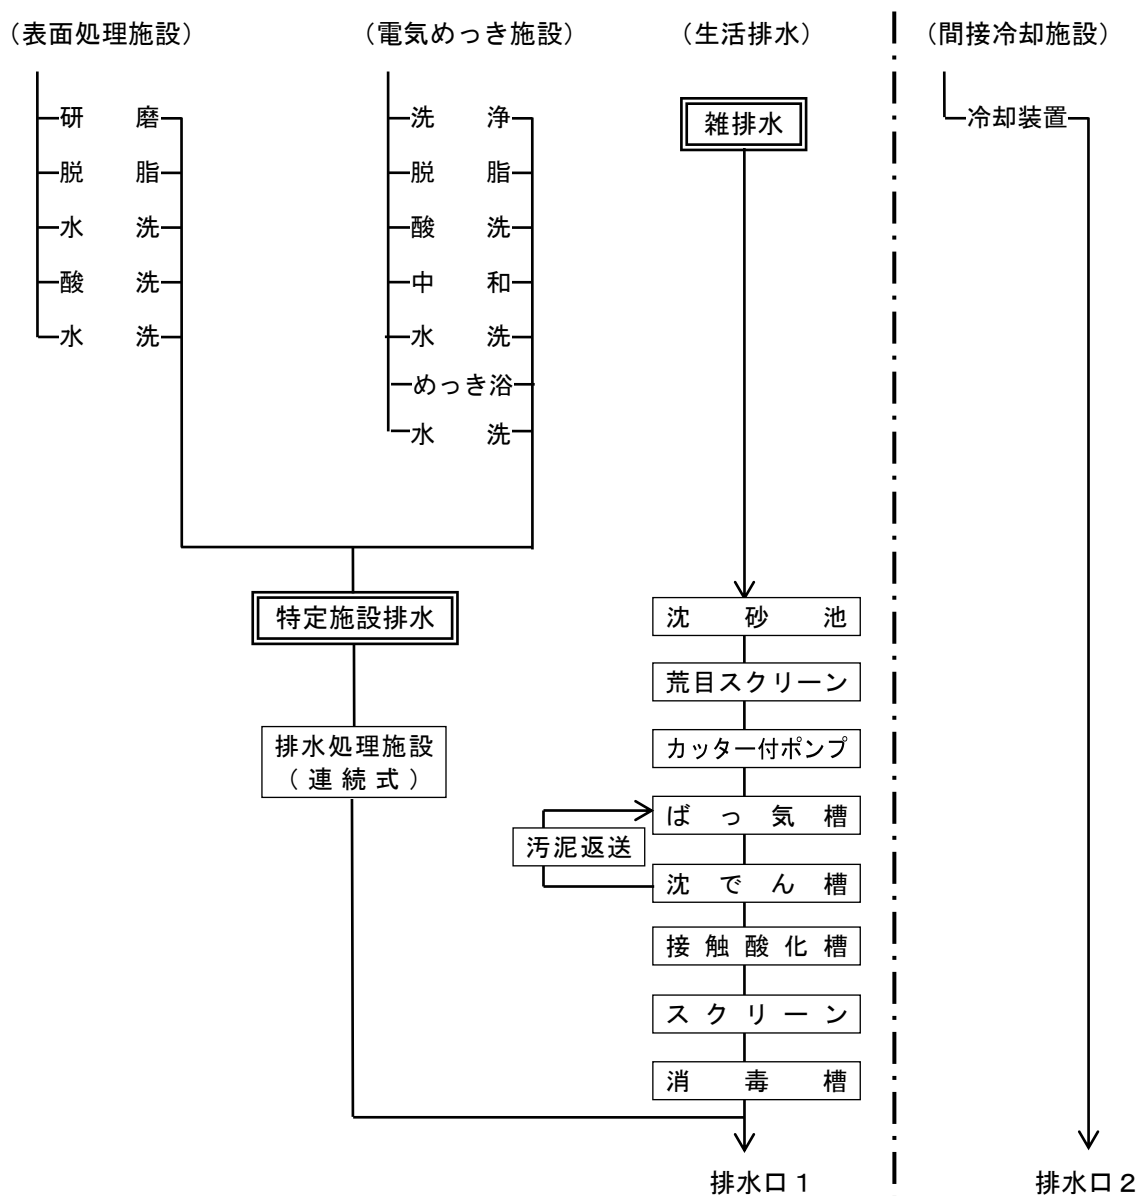 （表面処理施設）
研磨
脱脂
水洗
酸洗
水洗
（電気めっき施設）
洗浄
脱脂
酸洗
中和
水洗
めっき浴
水洗
特定施設排水
排水処理施設
（連続式）
（生活排水）
雑排水
沈砂池
荒目スクリーン
カッター付ポンプ
ばっ気槽
汚泥返送
沈でん槽
接触酸化槽
スクリーン
消毒槽
排水口１
（間接冷却施設）
冷却装置
排水口２